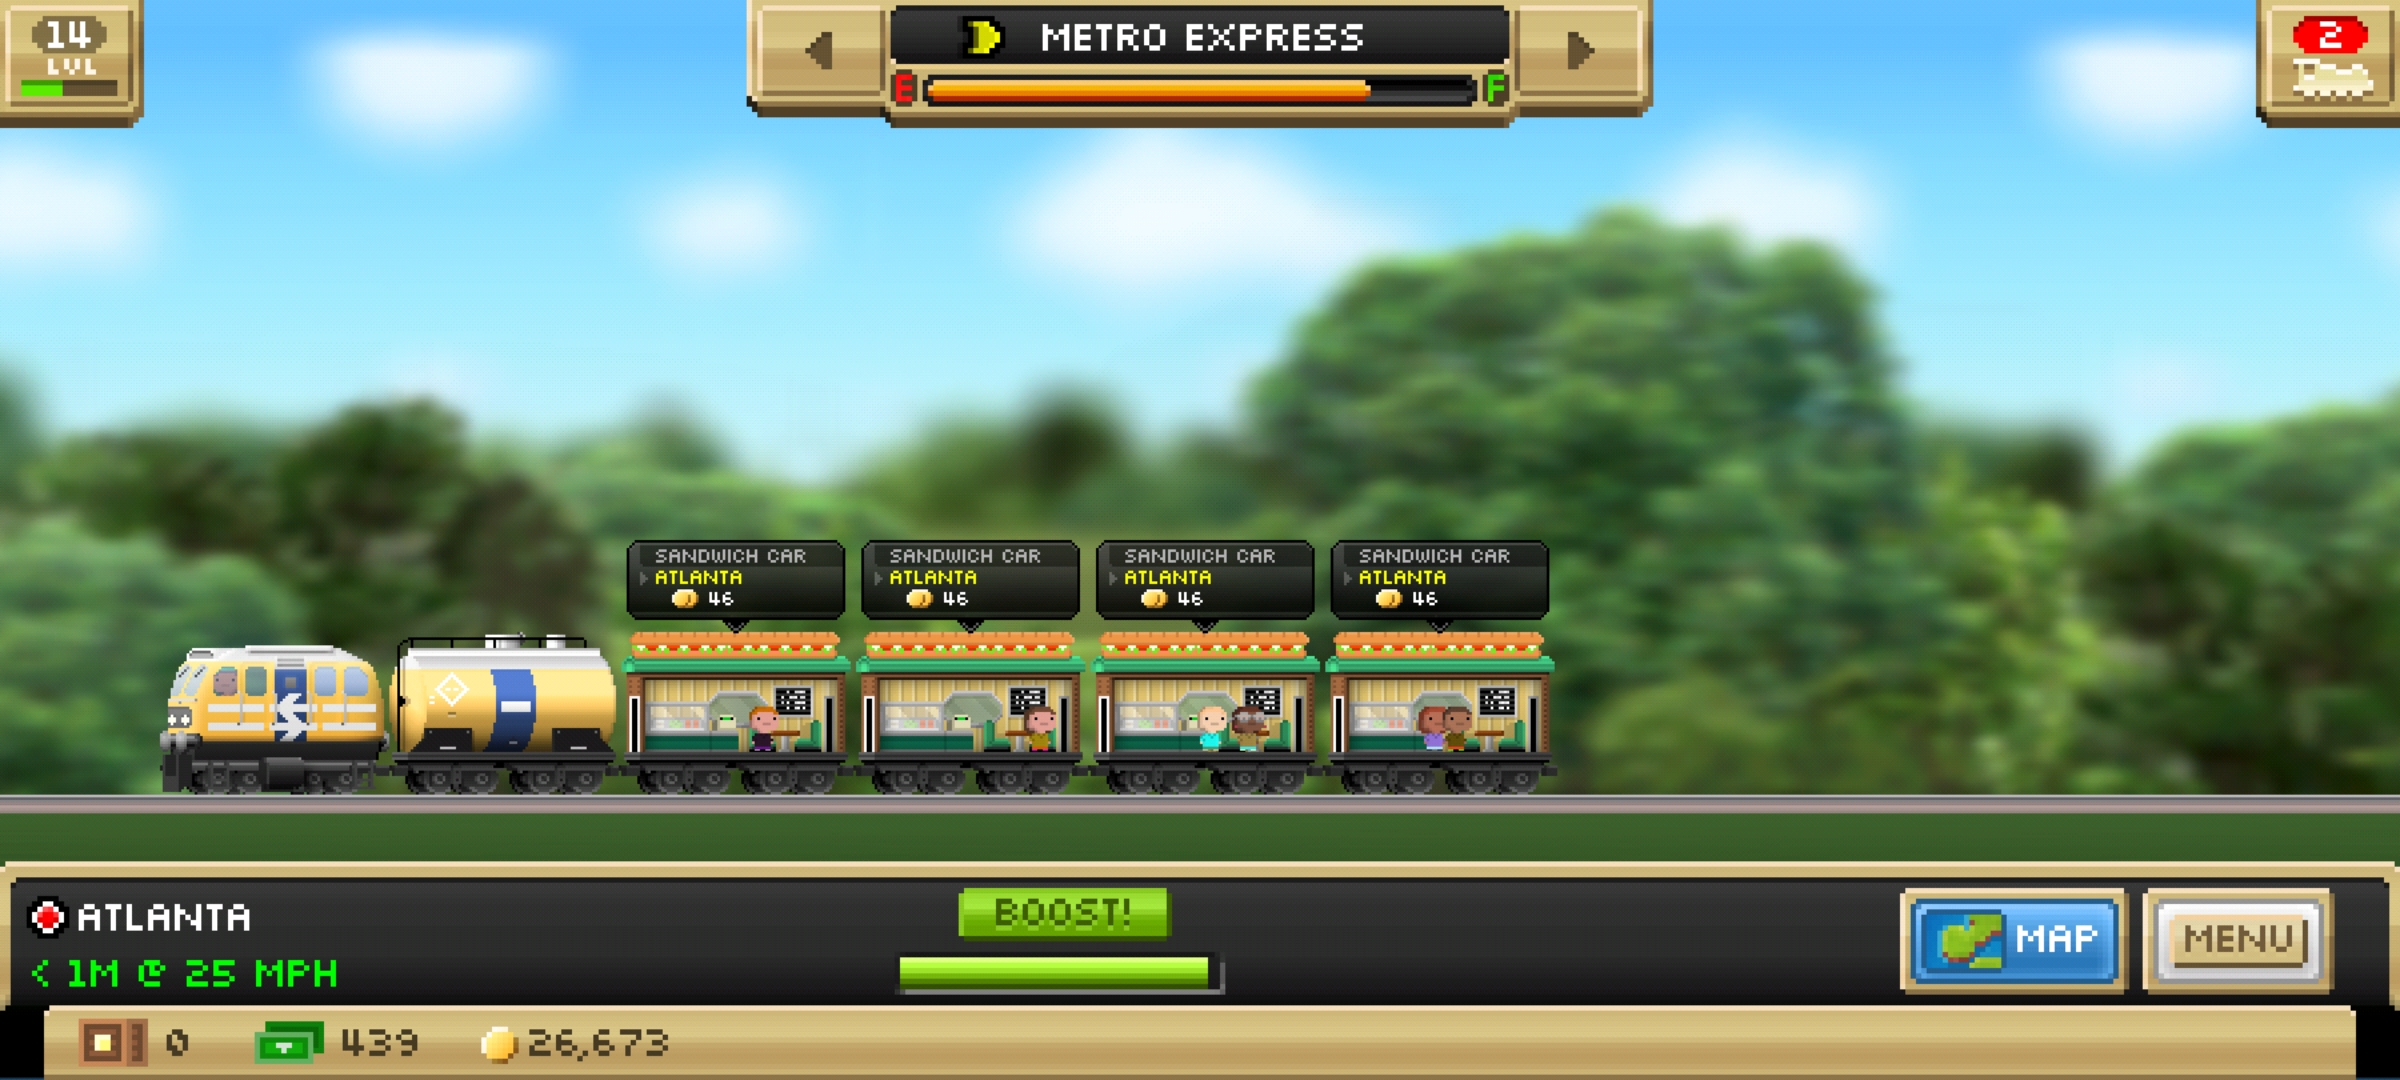 14
LVL
METRO EXPRESS
E F
2
SANDWICH CAR
ATLANTA
46
SANDWICH CAR
ATLANTA
46
SANDWICH CAR
ATLANTA
46
SANDWICH CAR
ATLANTA
46
ATLANTA
< 1M @ 25 MPH
BOOST!
MAP
MENU
0
439
26,673